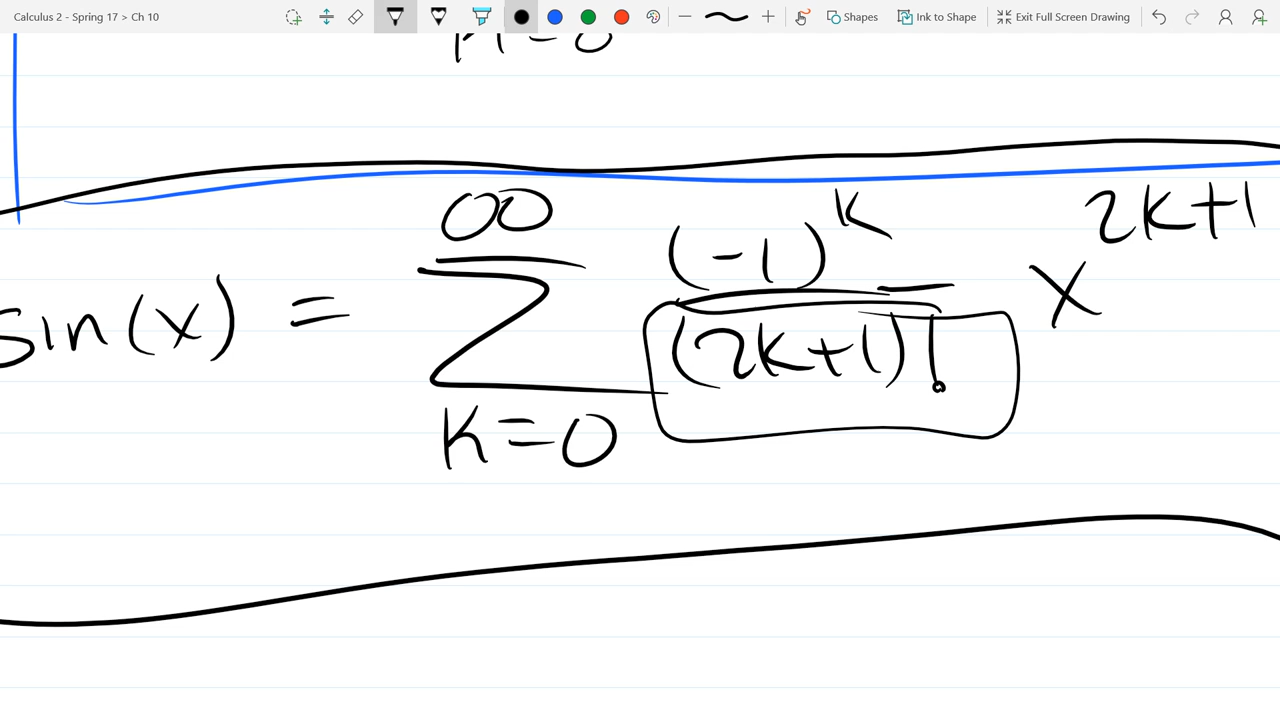 Calculus 2 - Spring 17 > Ch 10 Shapes Ink to Shape Exit Full Screen Drawing
∞ (-1)^k 2k+1
sin(x) = Σ ――― x
(2k+1)!
k=0